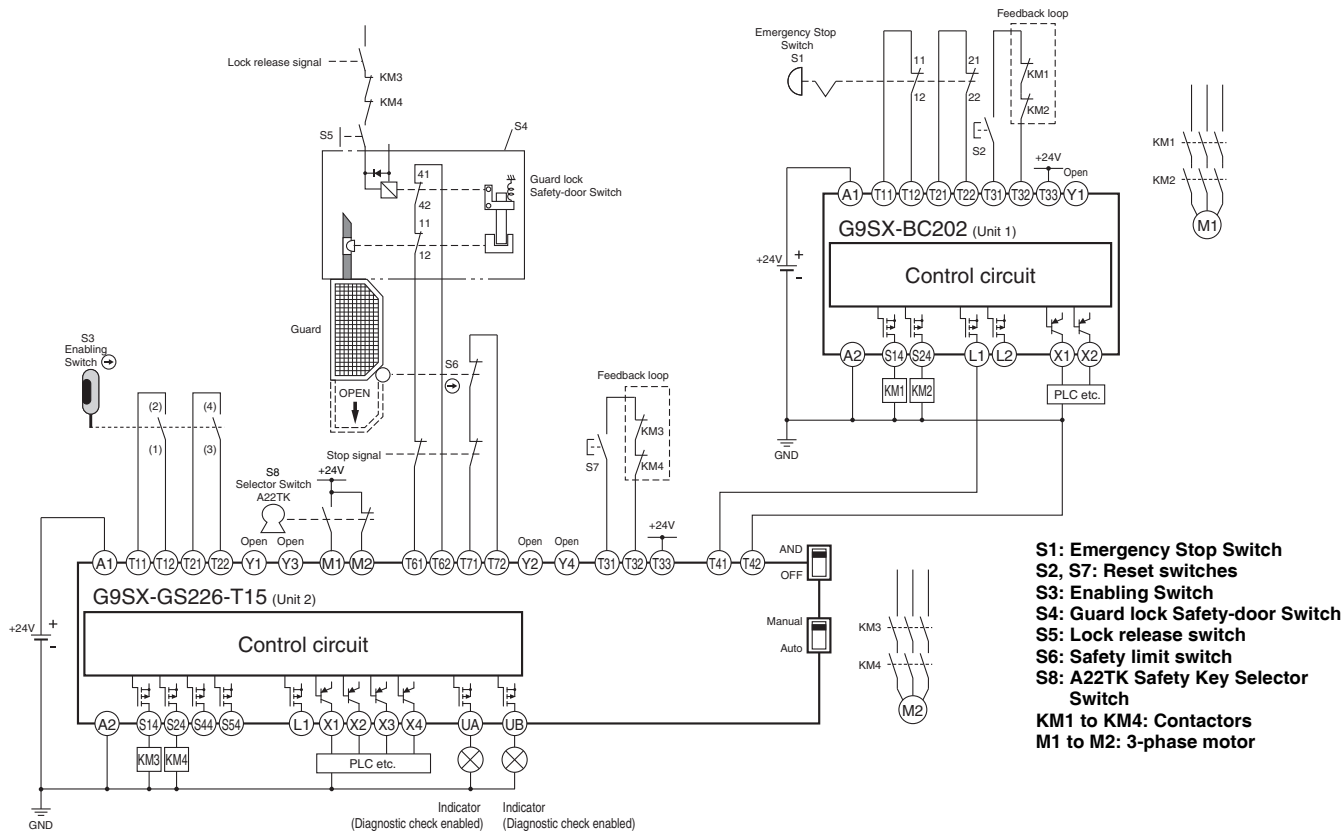 Feedback loop
Emergency Stop
Switch
S1
11
21
KM1
12
22
KM2
S2
+24V
Open
A1 T11 T12 T21 T22 T31 T32 T33 Y1
G9SX-BC202 (Unit 1)
+24V
+
-
Control circuit
A2 S14 S24 L1 L2 X1 X2
KM1 KM2
PLC etc.
GND
KM1
KM2
M1
Lock release signal
KM3
KM4
S5
S4
41
42
11
12
Guard lock
Safety-door Switch
Guard
OPEN
S6
S3
Enabling
Switch
(2)
(4)
(1)
(3)
Stop signal
S8
Selector Switch
A22TK
+24V
Feedback loop
KM3
KM4
S7
+24V
Open Open
Open Open
A1 T11 T12 T21 T22 Y1 Y3 M1 M2 T61 T62 T71 T72 Y2 Y4 T31 T32 T33 T41 T42
AND
OFF
G9SX-GS226-T15 (Unit 2)
Manual
Auto
+24V
+
-
Control circuit
A2 S14 S24 S44 S54 L1 X1 X2 X3 X4 UA UB
KM3 KM4
PLC etc.
GND
Indicator
(Diagnostic check enabled)
Indicator
(Diagnostic check enabled)
KM3
KM4
M2
S1: Emergency Stop Switch
S2, S7: Reset switches
S3: Enabling Switch
S4: Guard lock Safety-door Switch
S5: Lock release switch
S6: Safety limit switch
S8: A22TK Safety Key Selector
Switch
KM1 to KM4: Contactors
M1 to M2: 3-phase motor